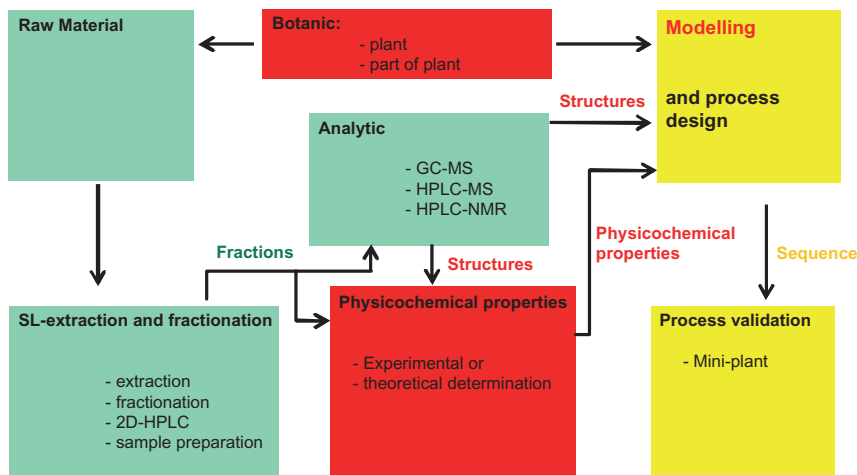 Raw Material
Botanic:
- plant
- part of plant
Modelling
and process
design
Structures
Analytic
- GC-MS
- HPLC-MS
- HPLC-NMR
Fractions
Structures
Physicochemical
properties
Sequence
SL-extraction and fractionation
- extraction
- fractionation
- 2D-HPLC
- sample preparation
Physicochemical properties
- Experimental or
- theoretical determination
Process validation
- Mini-plant